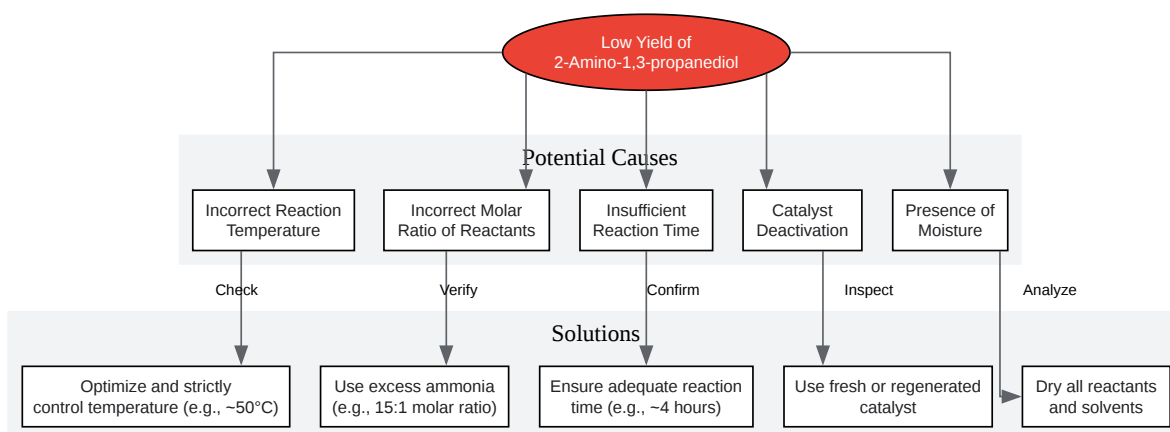 Low Yield of
2-Amino-1,3-propanediol
Potential Causes
Incorrect Reaction
Temperature
Incorrect Molar
Ratio of Reactants
Insufficient
Reaction Time
Catalyst
Deactivation
Presence of
Moisture
Check
Verify
Confirm
Inspect
Analyze
Solutions
Optimize and strictly
control temperature (e.g., ~50°C)
Use excess ammonia
(e.g., 15:1 molar ratio)
Ensure adequate reaction
time (e.g., ~4 hours)
Use fresh or regenerated
catalyst
Dry all reactants
and solvents